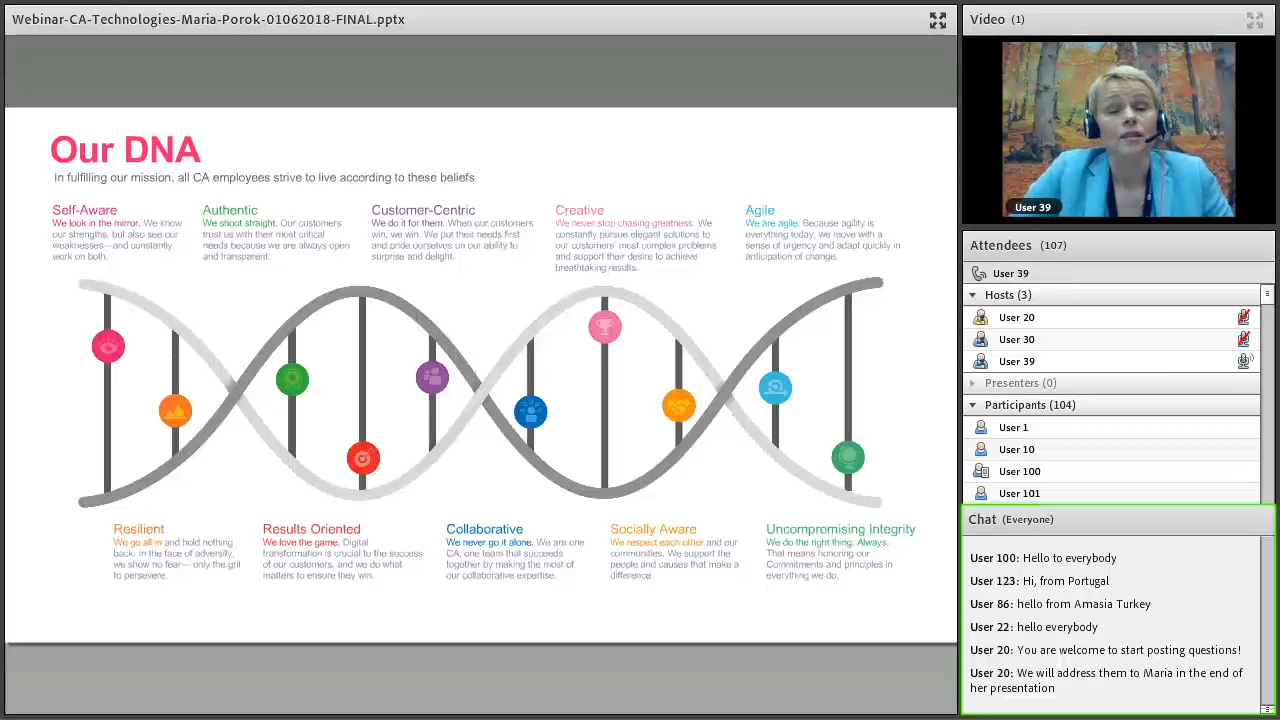 Webinar-CA-Technologies-Maria-Porok-01062018-FINAL.pptx
Our DNA
In fulfilling our mission, all CA employees strive to live according to these beliefs
Self-Aware
We look in the mirror. We know
our strengths, but also see our
weaknesses—and constantly
work on both.
Authentic
We shoot straight. Our customers
trust us with their most critical
needs because we are always open
and transparent.
Customer-Centric
We do it for them. When our customers
win, we win. We put their needs first
and pride ourselves on our ability to
surprise and delight.
Creative
We never stop chasing greatness. We
constantly pursue elegant solutions to
our customers' most complex problems
and support their desire to achieve
breathtaking results.
Agile
We are agile. Because agility is
everything today, we move with a
sense of urgency and adapt quickly in
anticipation of change.
Resilient
We go all in and hold nothing
back. In the face of adversity,
we show no fear—only the grit
to persevere.
Results Oriented
We love the game. Digital
transformation is crucial to the success
of our customers, and we do what
matters to ensure they win.
Collaborative
We never go it alone. We are one
CA, one team that succeeds
together by making the most of
our collaborative expertise.
Socially Aware
We respect each other and our
communities. We support the
people and causes that make a
difference.
Uncompromising Integrity
We do the right thing. Always.
That means honoring our
Commitments and principles in
everything we do.
Video (1)
User 39
Attendees (107)
User 39
Hosts (3)
User 20
User 30
User 39
Presenters (0)
Participants (104)
User 1
User 10
User 100
User 101
Chat (Everyone)
User 100: Hello to everybody
User 123: Hi, from Portugal
User 86: hello from Amasia Turkey
User 22: hello everybody
User 20: You are welcome to start posting questions!
User 20: We will address them to Maria in the end of
her presentation